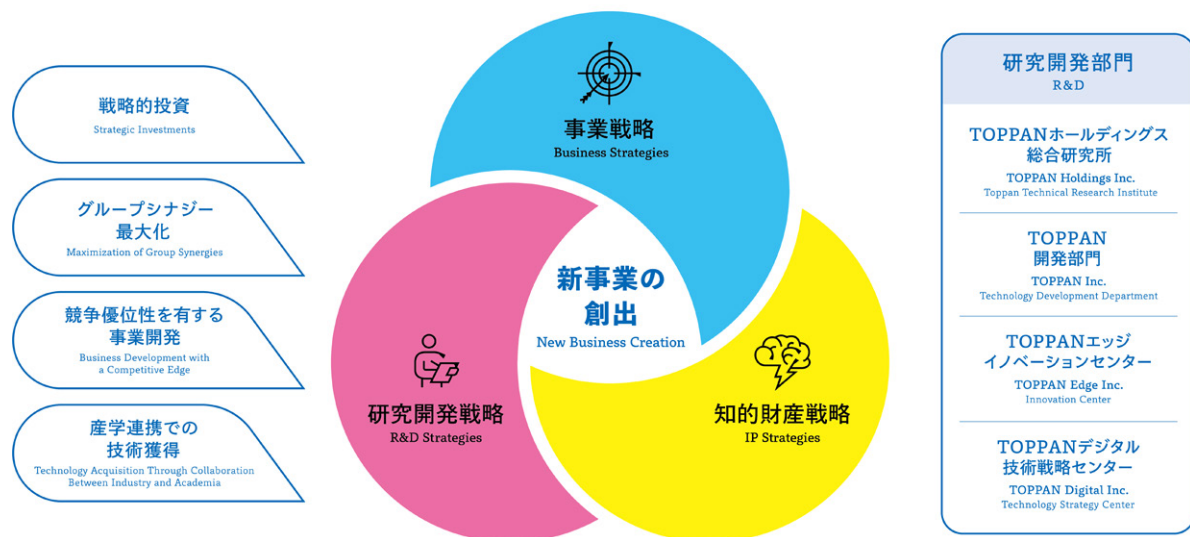 戦略的投資
Strategic Investments
グループシナジー
最大化
Maximization of Group Synergies
競争優位性を有する
事業開発
Business Development with
a Competitive Edge
産学連携での
技術獲得
Technology Acquisition Through Collaboration
Between Industry and Academia
事業戦略
Business Strategies
新事業の
創出
New Business Creation
研究開発戦略
R&D Strategies
知的財産戦略
IP Strategies
研究開発部門
R&D
TOPPANホールディングス
総合研究所
TOPPAN Holdings Inc.
Toppan Technical Research Institute
TOPPAN
開発部門
TOPPAN Inc.
Technology Development Department
TOPPANエッジ
イノベーションセンター
TOPPAN Edge Inc.
Innovation Center
TOPPANデジタル
技術戦略センター
TOPPAN Digital Inc.
Technology Strategy Center